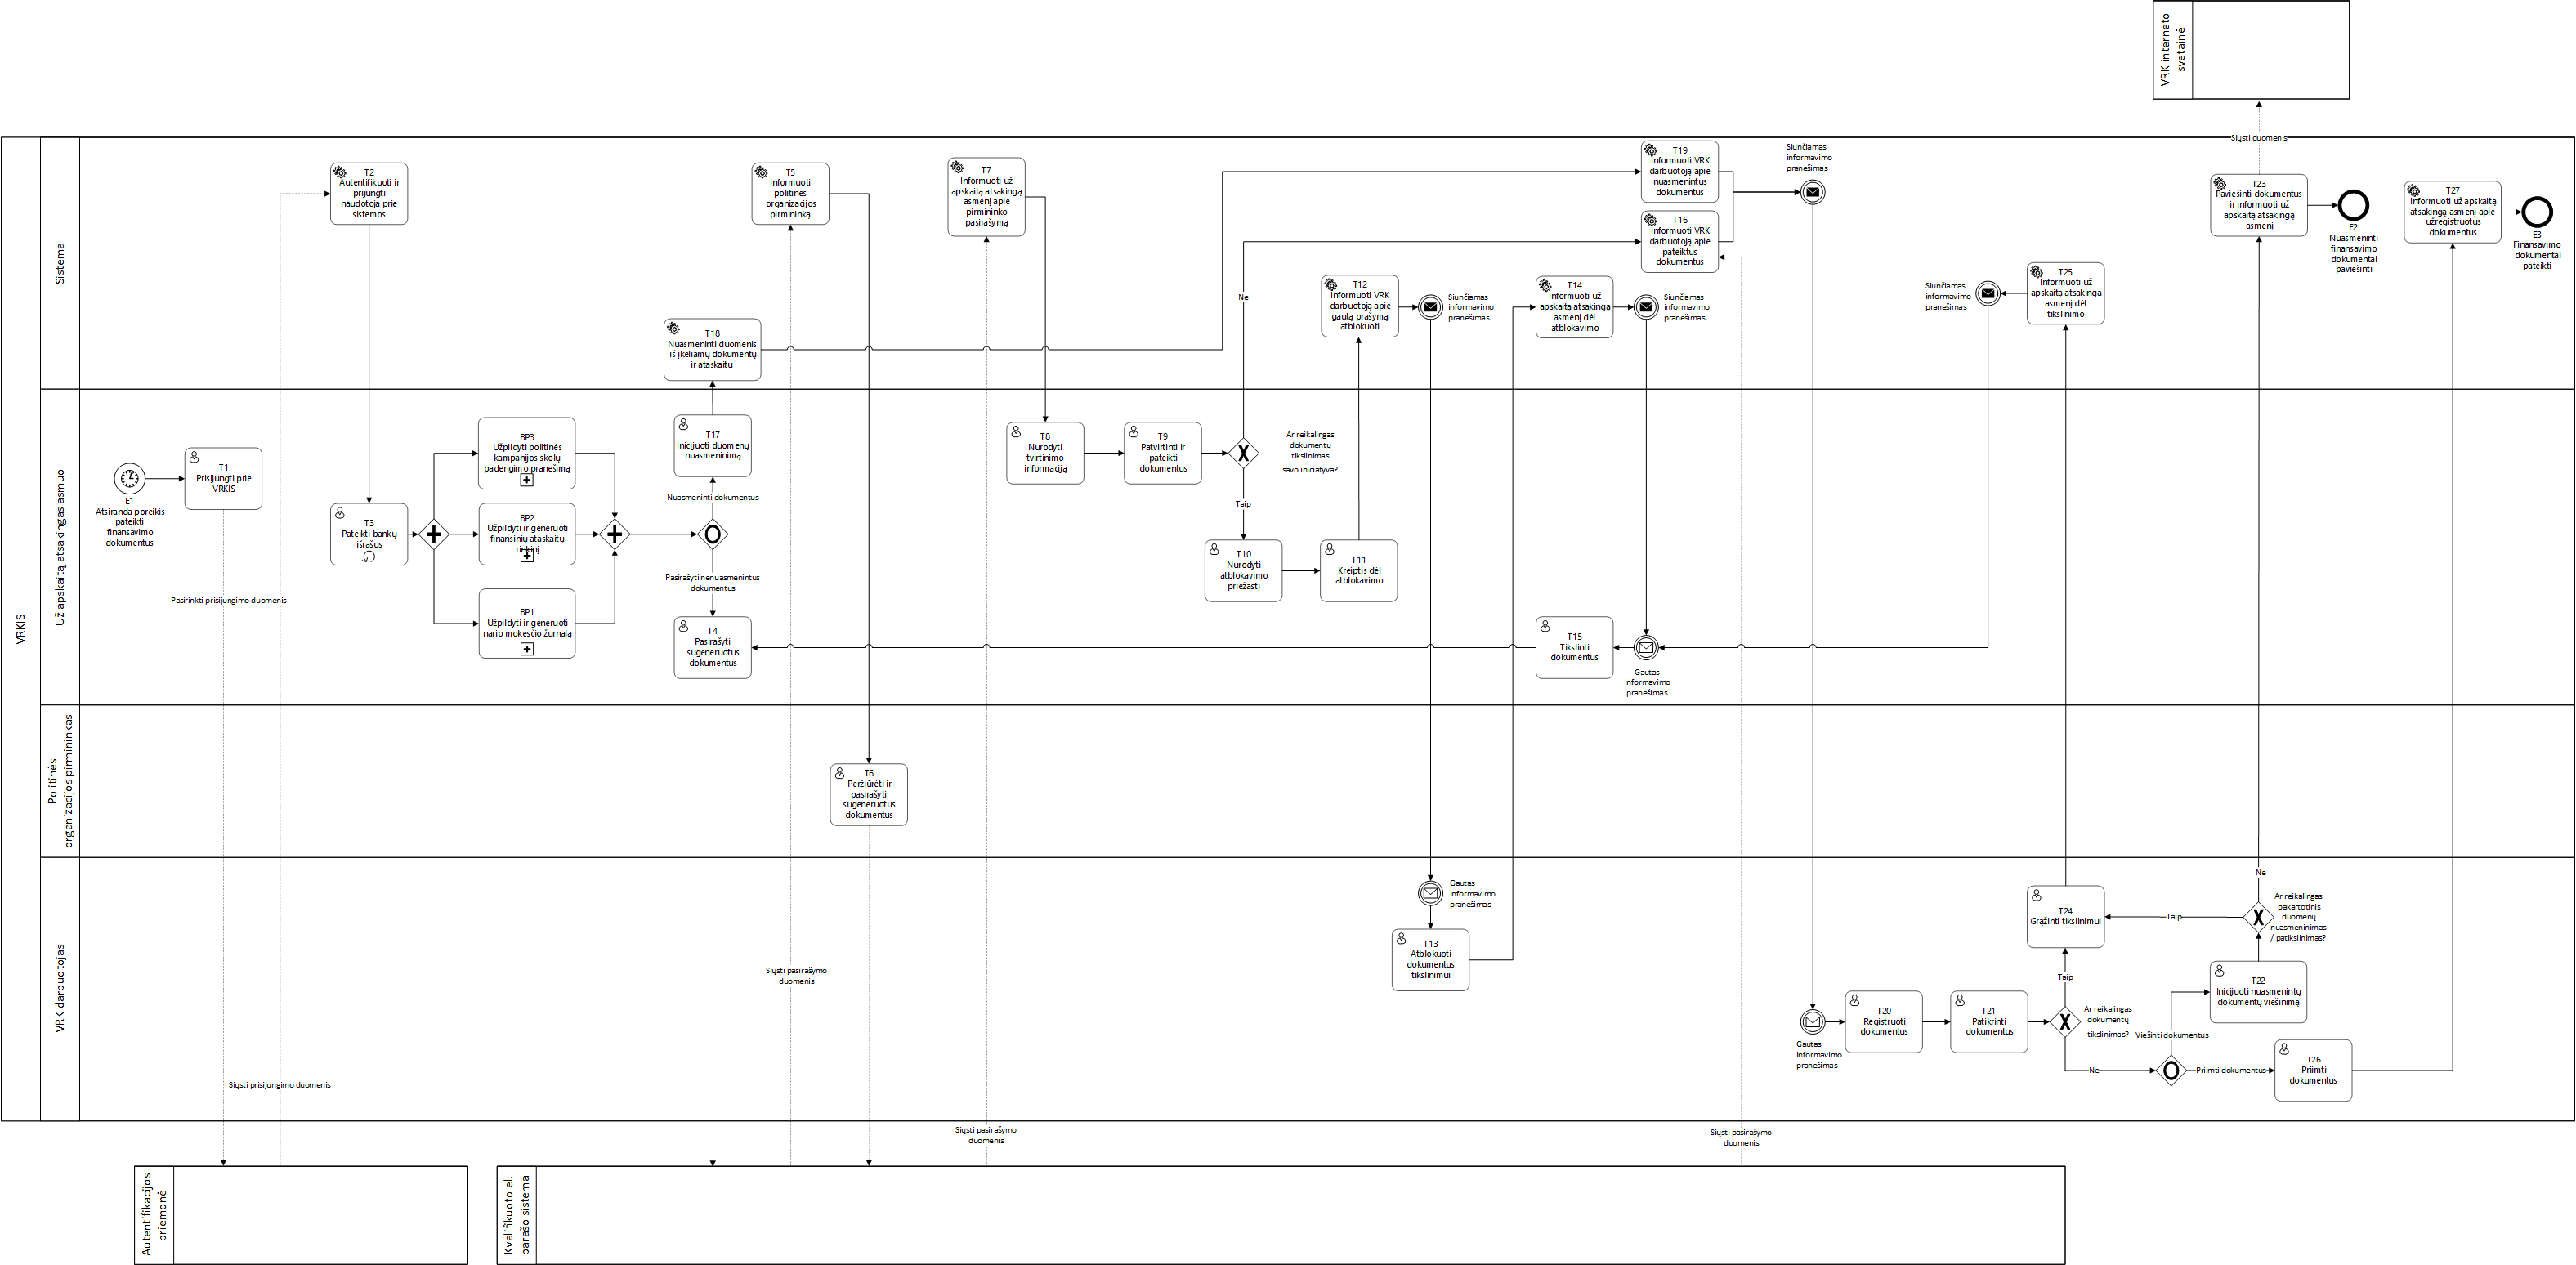 VRK interneto
svetainė
Siųsti duomenis
VRKIS
Sistema
T2
Autentifikuoti ir
prijungti
naudotoją prie
sistemos
T5
Informuoti
politinės
organizacijos
pirmininką
T7
Informuoti už
apskaitą atsakingą
asmenį apie
pirmininko
pasirašymą
T19
Informuoti VRK
darbuotoją apie
nuasmenintus
dokumentus
Siunčiamas
informavimo
pranešimas
T16
Informuoti VRK
darbuotoją apie
pateiktus
dokumentus
T23
Paviešinti dokumentus
ir informuoti už
apskaitą atsakingą
asmenį
E2
Nuasmeninti
finansavimo
dokumentai
paviešinti
T27
Informuoti už apskaitą
atsakingą asmenį apie
užregistruotus
dokumentus
E3
Finansavimo
dokumentai
pateikti
T18
Nuasmeninti duomenis
iš įkeliamų dokumentų
ir ataskaitų
Ne
T12
Informuoti VRK
darbuotoją apie
gautą prašymą
atblokuoti
Siunčiamas
informavimo
pranešimas
T14
Informuoti už
apskaitą atsakingą
asmenį dėl
atblokavimo
Siunčiamas
informavimo
pranešimas
Siunčiamas
informavimo
pranešimas
T25
Informuoti už
apskaitą atsakingą
asmenį dėl
tikslinimo
Už apskaitą atsakingas asmuo
E1
Atsiranda poreikis
pateikti
finansavimo
dokumentus
T1
Prisijungti prie
VRKIS
Pasirinkti prisijungimo duomenis
T3
Pateikti bankų
išrašus
BP3
Užpildyti politinės
kampanijos skolų
padengimo pranešimą
BP2
Užpildyti ir generuoti
finansinių ataskaitų
rinkinį
BP1
Užpildyti ir generuoti
nario mokesčio žurnalą
T17
Inicijuoti duomenų
nuasmeninimą
Nuasmeninti dokumentus
Pasirašyti nenuasmenintus
dokumentus
T4
Pasirašyti
sugeneruotus
dokumentus
T8
Nurodyti
tvirtinimo
informaciją
T9
Patvirtinti ir
pateikti
dokumentus
Ar reikalingas
dokumentų
tikslinimas
savo iniciatyva?
Taip
T10
Nurodyti
atblokavimo
priežastį
T11
Kreiptis dėl
atblokavimo
T15
Tikslinti
dokumentus
Gautas
informavimo
pranešimas
Politinės
organizacijos pirmininkas
T6
Peržiūrėti ir
pasirašyti
sugeneruotus
dokumentus
VRK darbuotojas
Gautas
informavimo
pranešimas
T13
Atblokuoti
dokumentus
tikslinimui
Gautas
informavimo
pranešimas
T20
Registruoti
dokumentus
T21
Patikrinti
dokumentus
Ar reikalingas
dokumentų
tikslinimas?
Taip
Ne
T24
Grąžinti tikslinimui
Taip
Ne
Ar reikalingas
pakartotinis
duomenų
nuasmeninimas
/ patikslinimas?
T22
Inicijuoti nuasmenintų
dokumentų viešinimą
Viešinti dokumentus
Priimti dokumentus
T26
Priimti
dokumentus
Siųsti prisijungimo duomenis
Siųsti pasirašymo
duomenis
Siųsti pasirašymo
duomenis
Siųsti pasirašymo
duomenis
Autentifikacijos
priemonė
Kvalifikuoto el.
parašo sistema